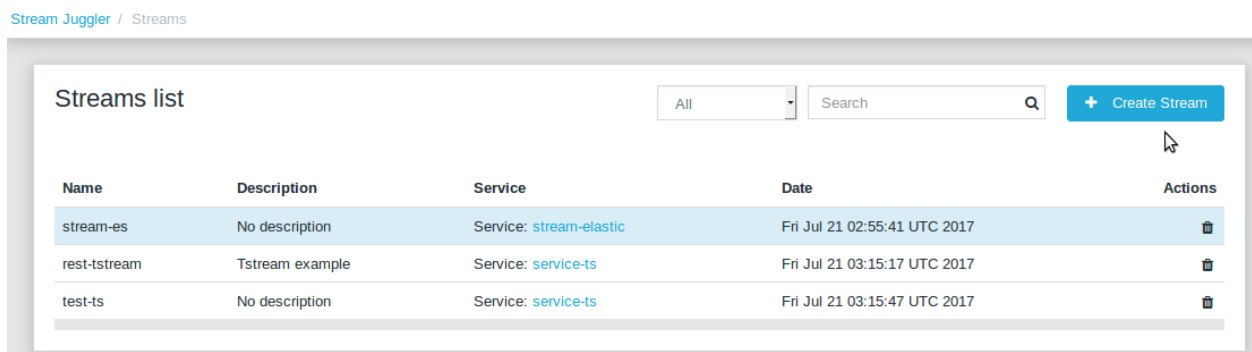 Stream Juggler / Streams
Streams list
All
Search
+ Create Stream
Name Description Service Date Actions
stream-es No description Service: stream-elastic Fri Jul 21 02:55:41 UTC 2017
rest-tstream Tstream example Service: service-ts Fri Jul 21 03:15:17 UTC 2017
test-ts No description Service: service-ts Fri Jul 21 03:15:47 UTC 2017